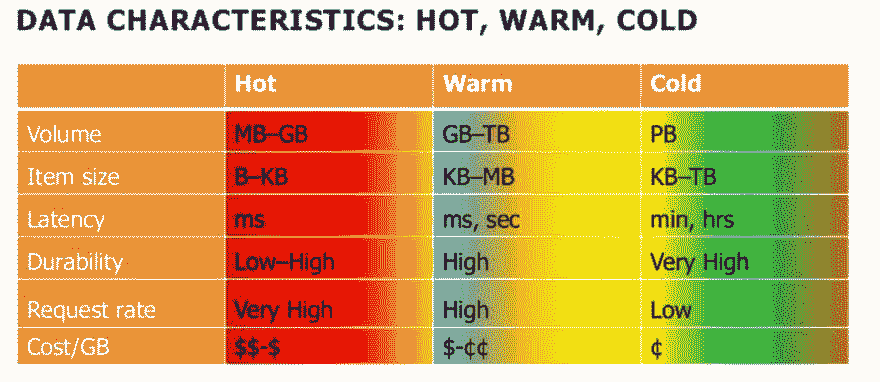 DATA CHARACTERISTICS: HOT, WARM, COLD
Hot Warm Cold
Volume MB–GB GB–TB PB
Item size B–KB KB–MB KB–TB
Latency ms ms, sec min, hrs
Durability Low–High High Very High
Request rate Very High High Low
Cost/GB $$-$ $-¢¢ ¢